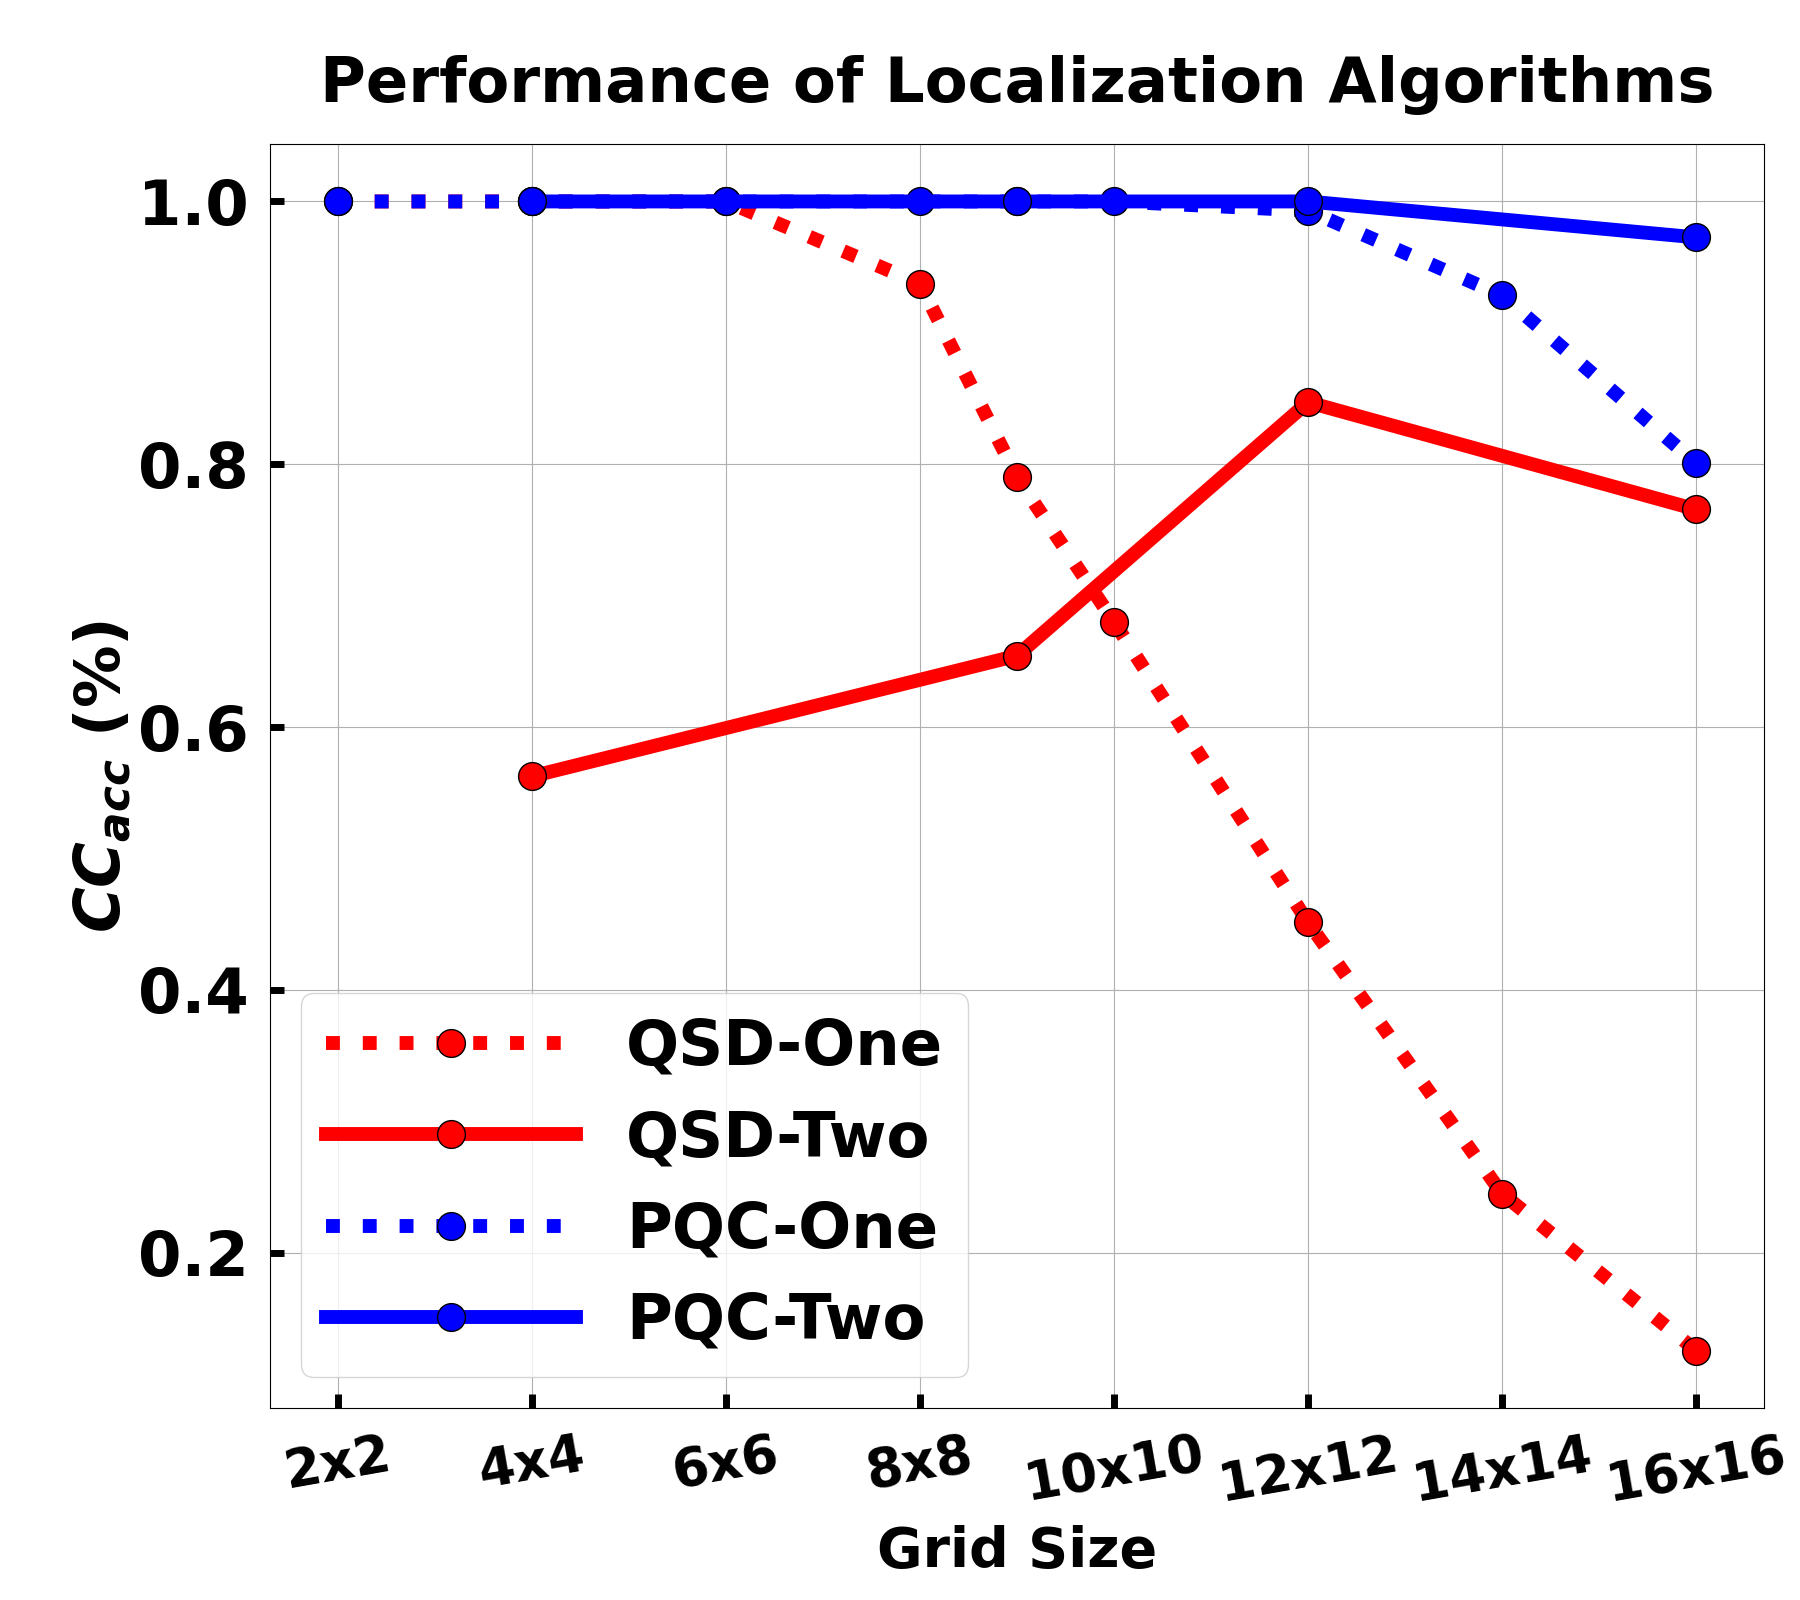 Performance of Localization Algorithms
CC_acc (%)
1.0
0.8
0.6
0.4
0.2
QSD-One
QSD-Two
PQC-One
PQC-Two
2x2 4x4 6x6 8x8 10x10 12x12 14x14 16x16
Grid Size